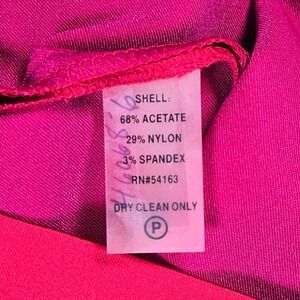 SHELL:
68% ACETATE
29% NYLON
3% SPANDEX
RN#54163
DRY CLEAN ONLY
P